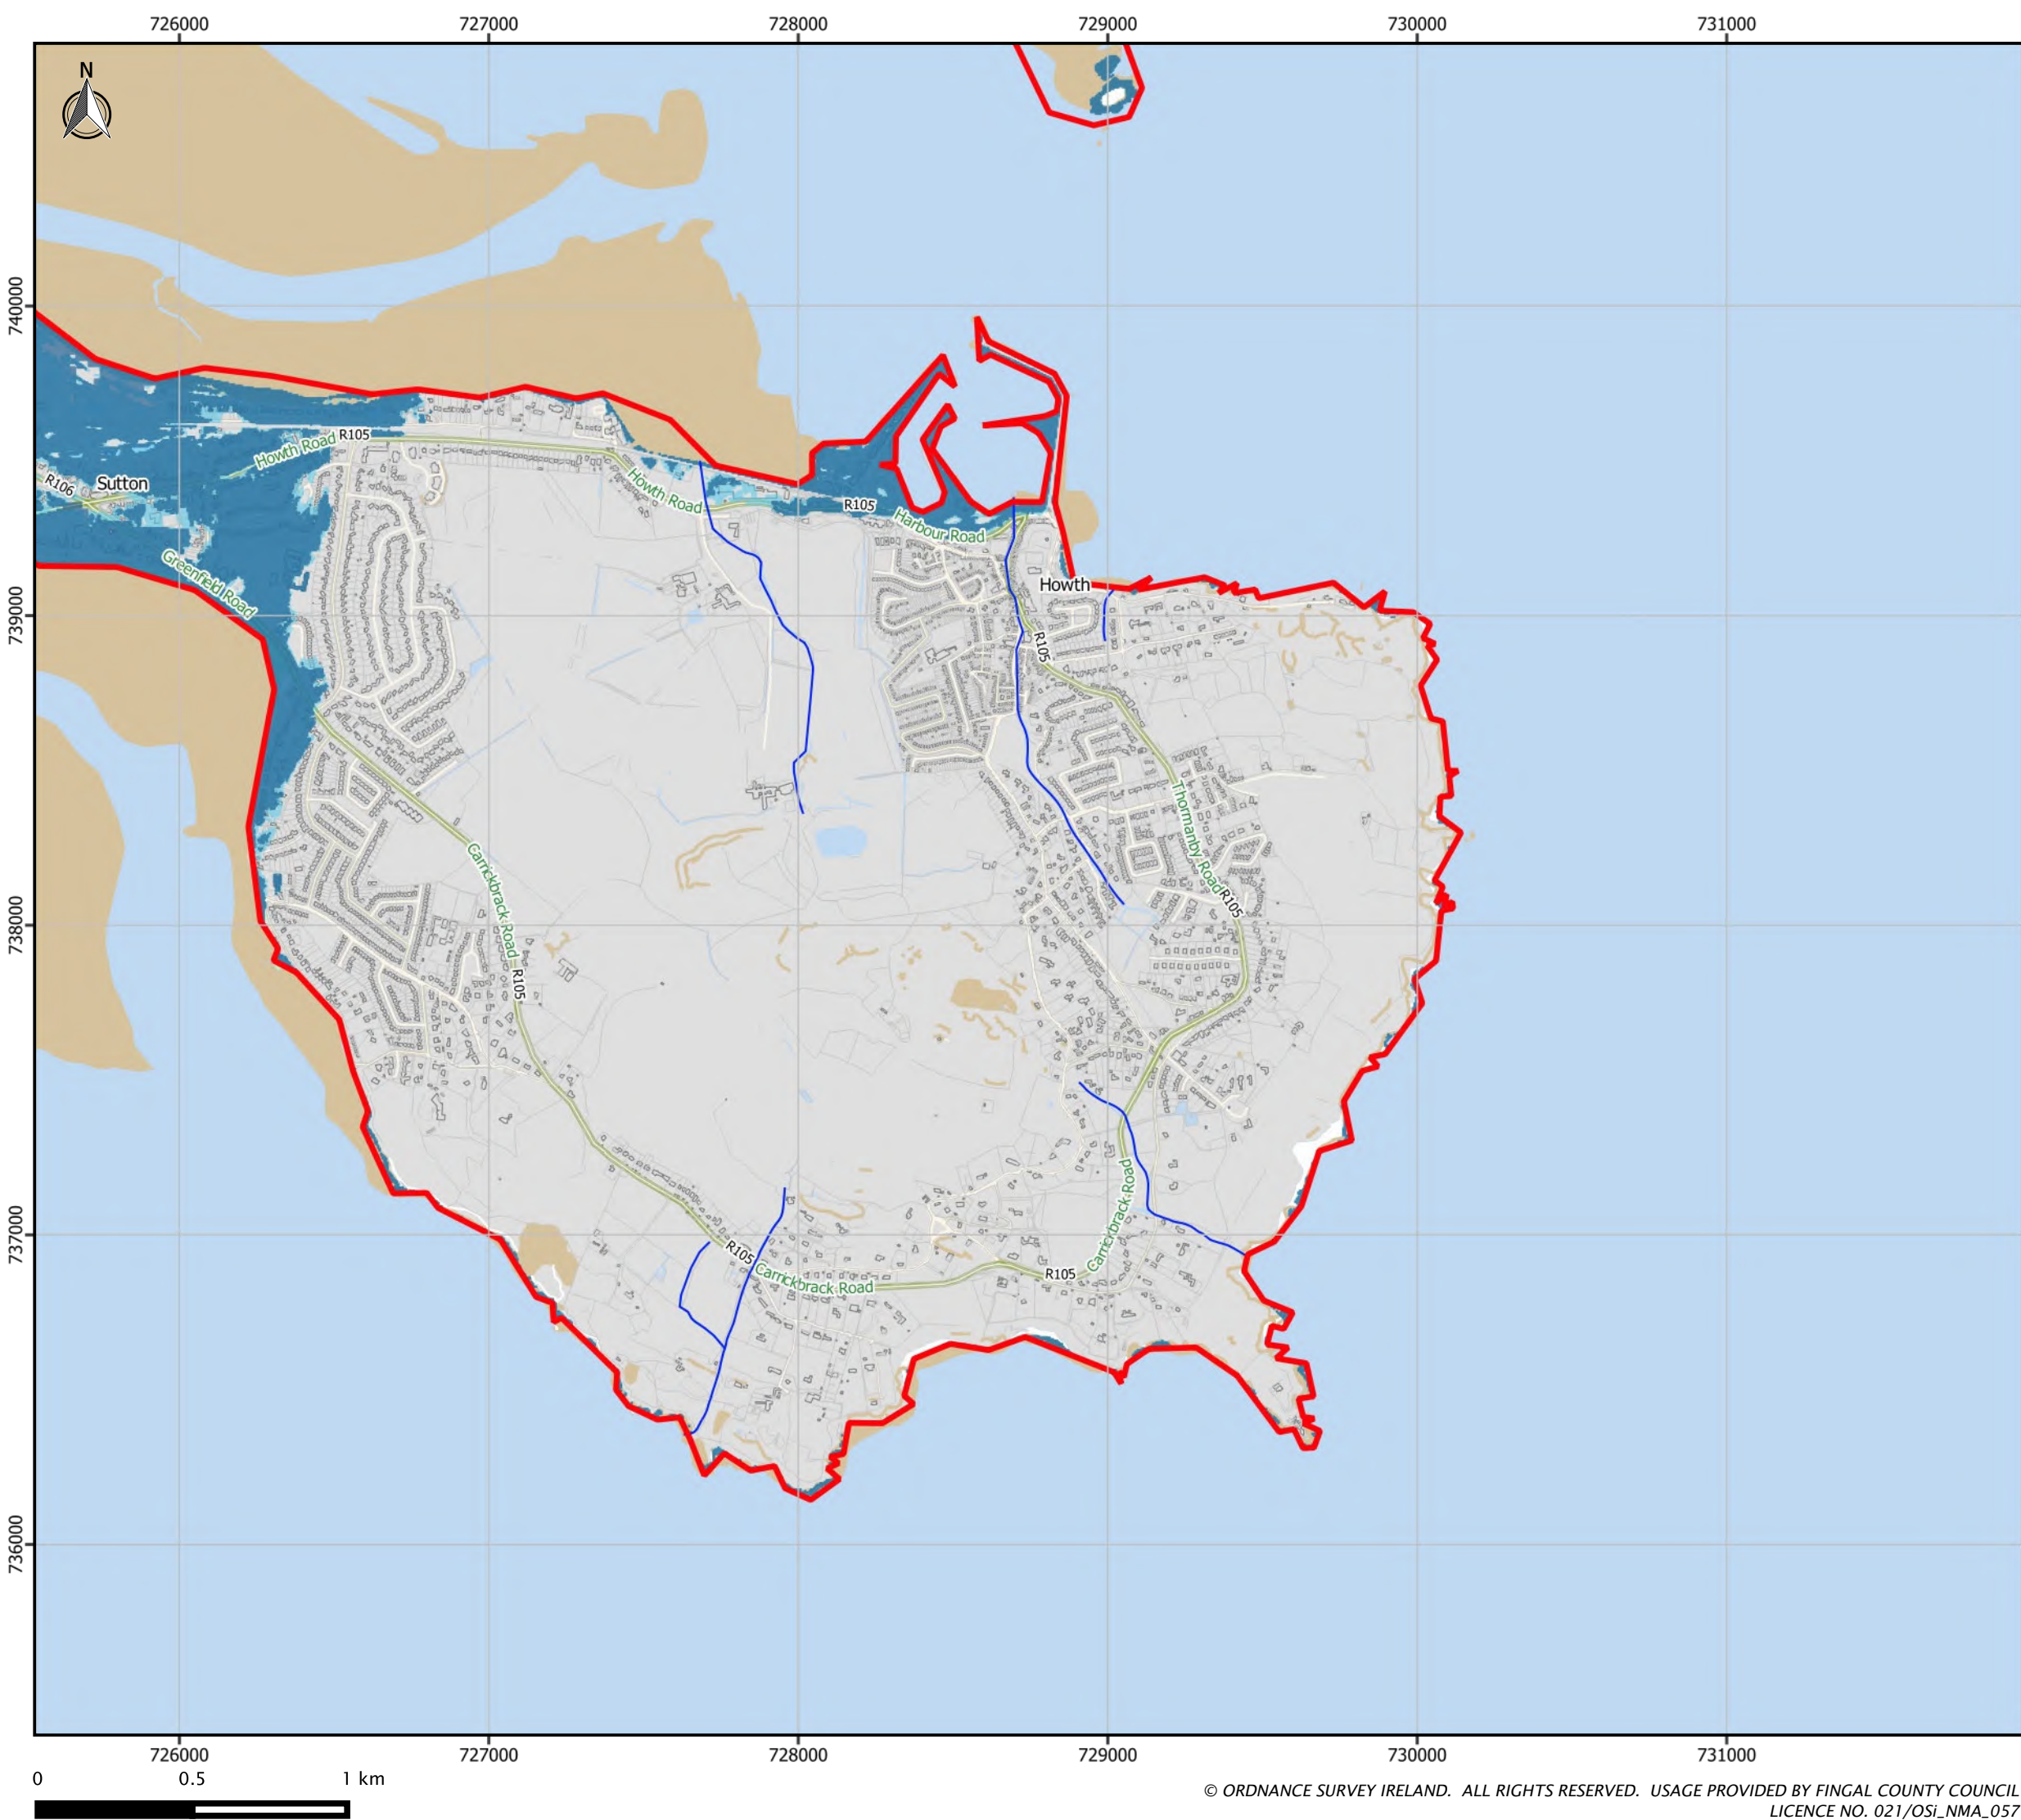 726000 727000 728000 729000 730000 731000
N
740000
R105
Howth Road
R106
Sutton
Howth Road
R105
Harbour Road
Greenfield Road
Howth
739000
R105
Thormanby Road
Carrickbrack Road
R105
738000
R105
Carrickbrack Road
737000
R105
Carrickbrack Road
R105
736000
726000 727000 728000 729000 730000 731000
0 0.5 1 km
© ORDNANCE SURVEY IRELAND. ALL RIGHTS RESERVED. USAGE PROVIDED BY FINGAL COUNTY COUNCIL
LICENCE NO. 021/OSi_NMA_057